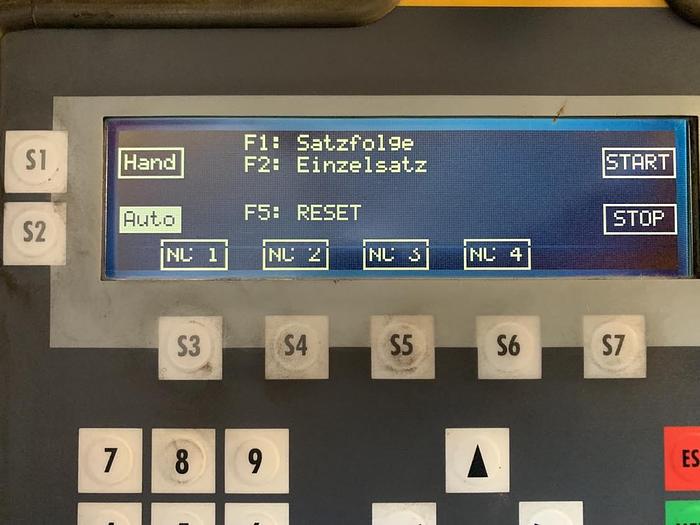 F1: Satzfolge
Hand
F2: Einzelsatz
START
Auto
F5: RESET
STOP
NC 1 NC 2 NC 3 NC 4
S1
S2
S3 S4 S5 S6 S7
7 8 9
ES